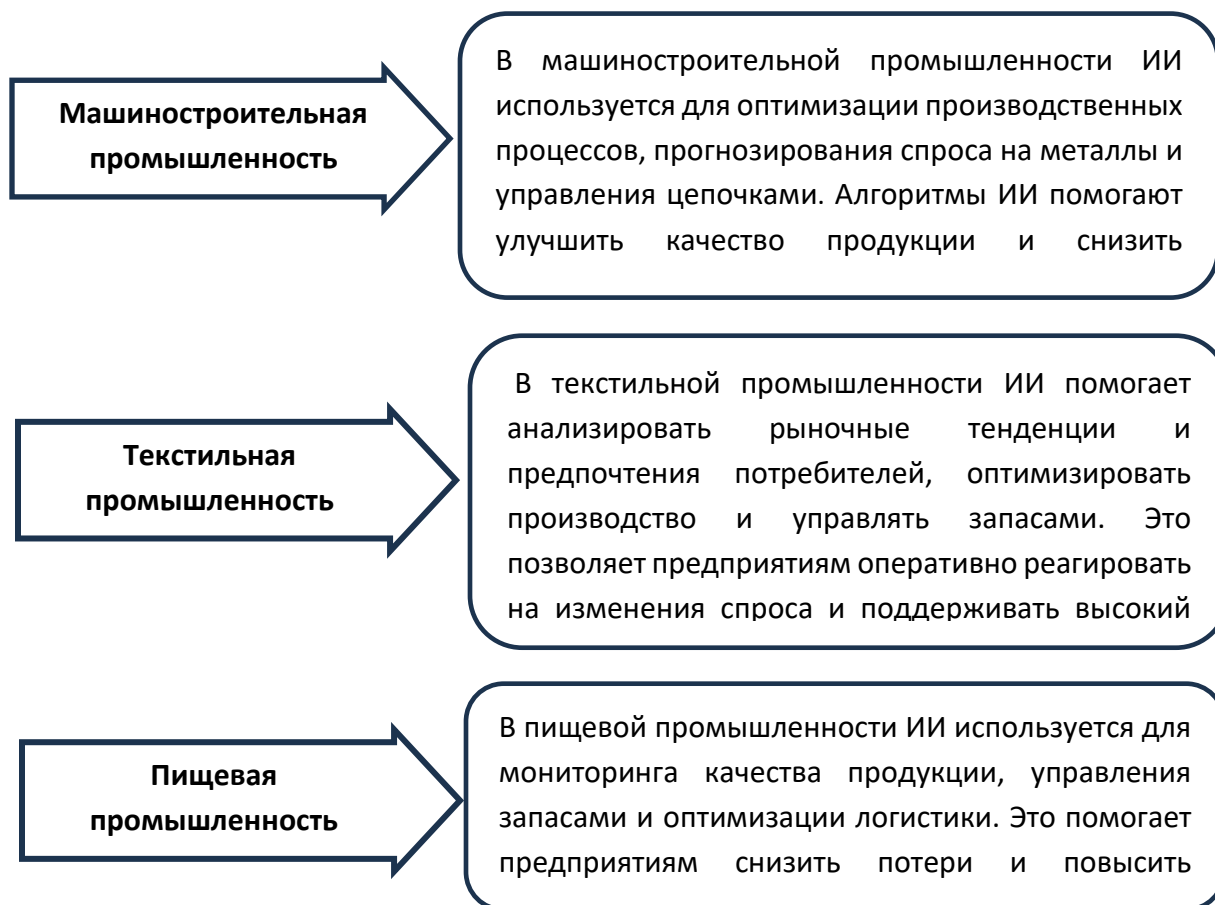 Машиностроительная
промышленность
В машиностроительной промышленности ИИ
используется для оптимизации производственных
процессов, прогнозирования спроса на металлы и
управления цепочками. Алгоритмы ИИ помогают
улучшить качество продукции и снизить
Текстильная
промышленность
В текстильной промышленности ИИ помогает
анализировать рыночные тенденции и
предпочтения потребителей, оптимизировать
производство и управлять запасами. Это
позволяет предприятиям оперативно реагировать
на изменения спроса и поддерживать высокий
Пищевая
промышленность
В пищевой промышленности ИИ используется для
мониторинга качества продукции, управления
запасами и оптимизации логистики. Это помогает
предприятиям снизить потери и повысить